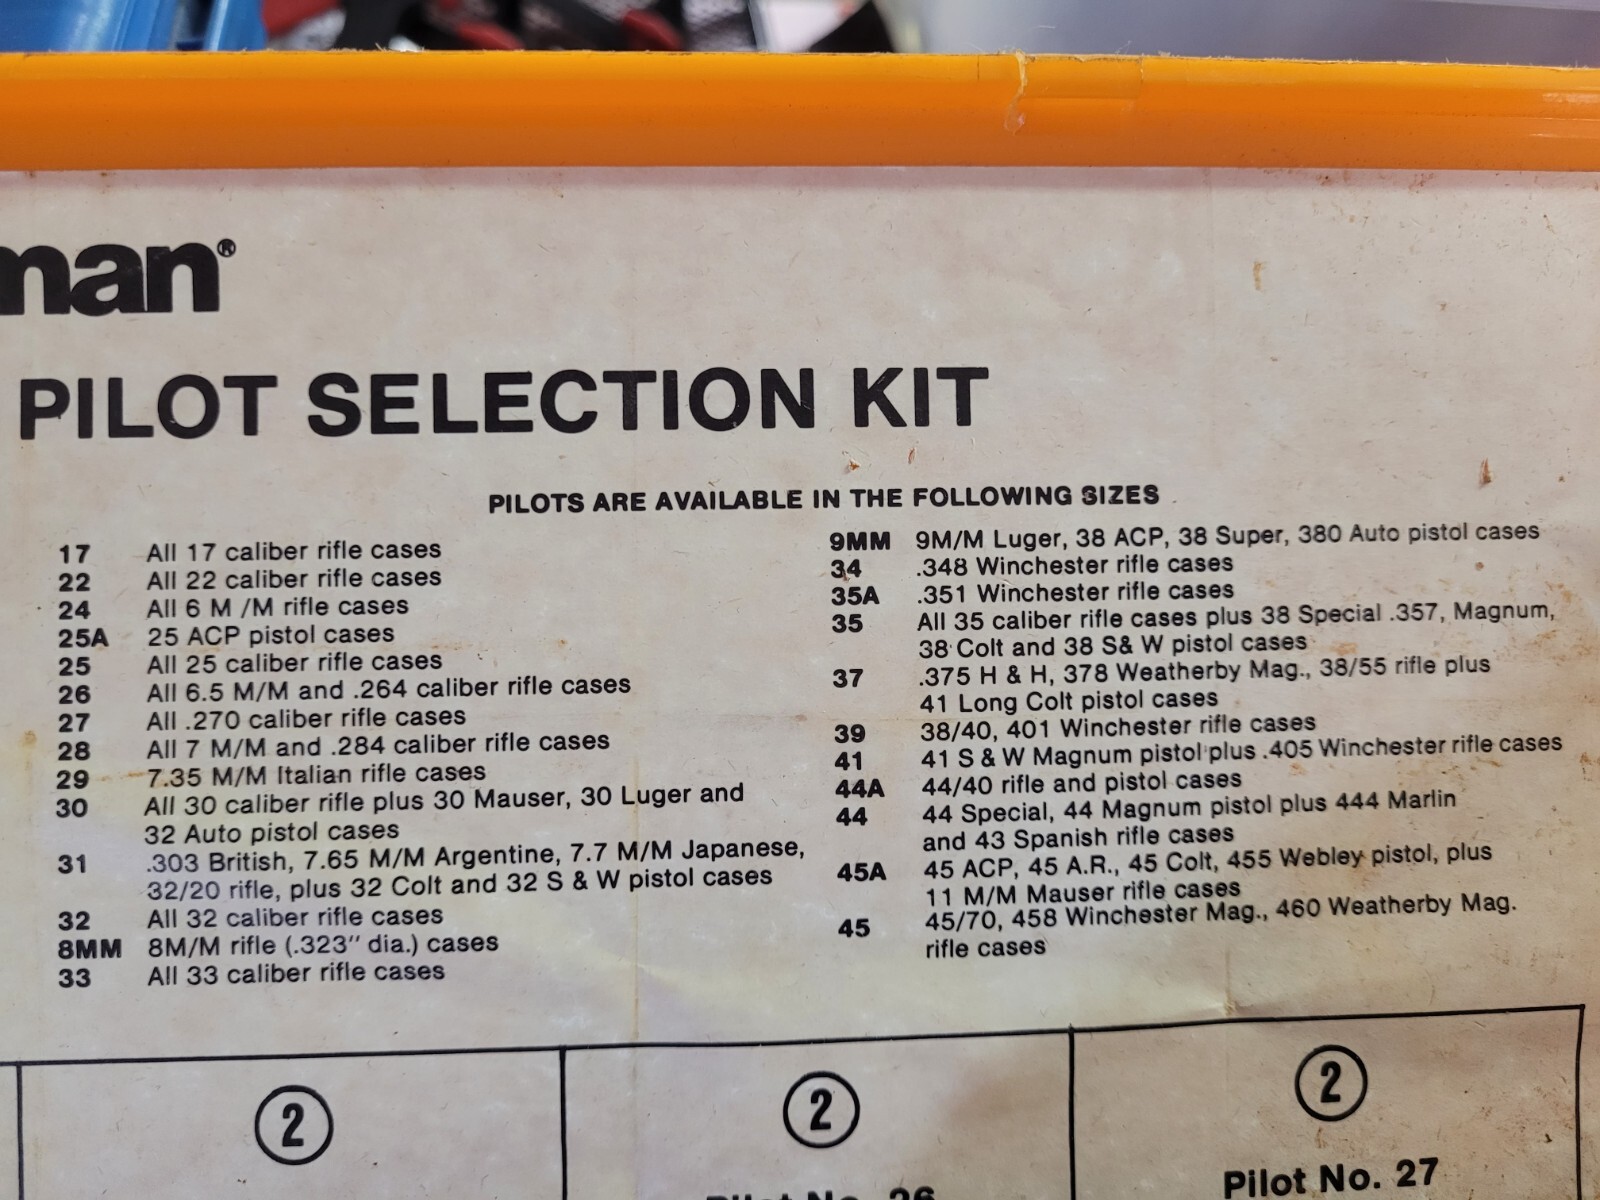 man®
PILOT SELECTION KIT
PILOTS ARE AVAILABLE IN THE FOLLOWING SIZES
17 All 17 caliber rifle cases
22 All 22 caliber rifle cases
24 All 6 M /M rifle cases
25A 25 ACP pistol cases
25 All 25 caliber rifle cases
26 All 6.5 M/M and .264 caliber rifle cases
27 All .270 caliber rifle cases
28 All 7 M/M and .284 caliber rifle cases
29 7.35 M/M Italian rifle cases
30 All 30 caliber rifle plus 30 Mauser, 30 Luger and
32 Auto pistol cases
31 .303 British, 7.65 M/M Argentine, 7.7 M/M Japanese,
32/20 rifle, plus 32 Colt and 32 S & W pistol cases
32 All 32 caliber rifle cases
8MM 8M/M rifle (.323" dia.) cases
33 All 33 caliber rifle cases
9MM 9M/M Luger, 38 ACP, 38 Super, 380 Auto pistol cases
34 .348 Winchester rifle cases
35A .351 Winchester rifle cases
35 All 35 caliber rifle cases plus 38 Special .357, Magnum,
38 Colt and 38 S& W pistol cases
37 .375 H & H, 378 Weatherby Mag., 38/55 rifle plus
41 Long Colt pistol cases
39 38/40, 401 Winchester rifle cases
41 41 S & W Magnum pistol plus .405 Winchester rifle cases
44A 44/40 rifle and pistol cases
44 44 Special, 44 Magnum pistol plus 444 Marlin
and 43 Spanish rifle cases
45A 45 ACP, 45 A.R., 45 Colt, 455 Webley pistol, plus
11 M/M Mauser rifle cases
45 45/70, 458 Winchester Mag., 460 Weatherby Mag.
rifle cases
2
2
2
Pilot No. 26
Pilot No. 27